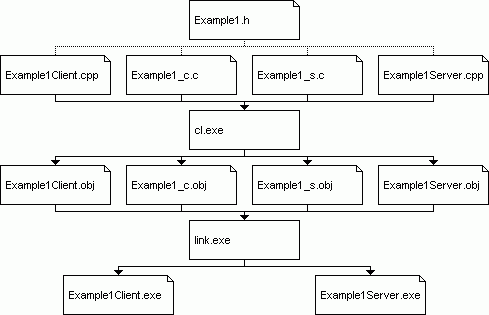 Example1.h
Example1Client.cpp
Example1_c.c
Example1_s.c
Example1Server.cpp
cl.exe
Example1Client.obj
Example1_c.obj
Example1_s.obj
Example1Server.obj
link.exe
Example1Client.exe
Example1Server.exe